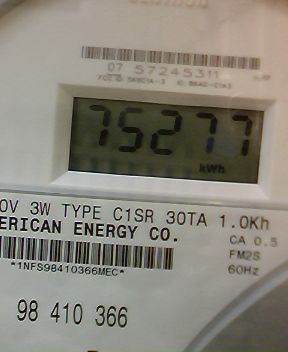 07 57245311
75277
kWh
0V 3W TYPE C1SR 30TA 1.0Kh
ERICAN ENERGY CO.
CA 0.5
*1NFS98410366MEC*
FM2S
60Hz
98 410 366